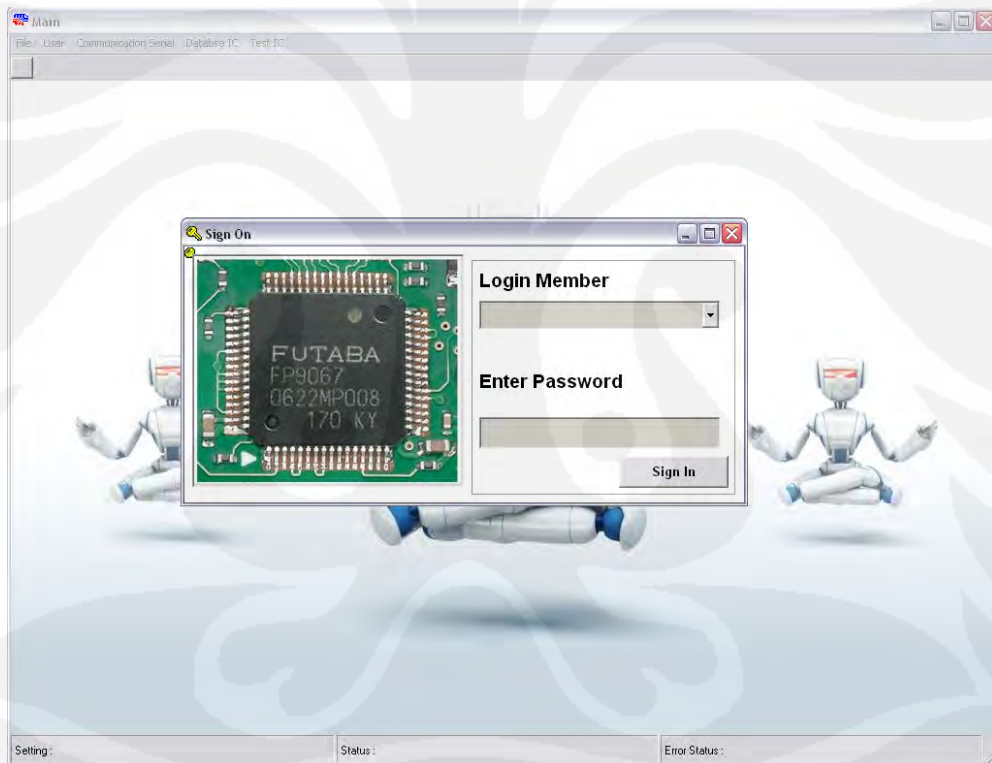 Main
File User Communication Serial Databse IC Test IC
Sign On
FUTABA
FP9067
0622MP008
170 KY
Login Member
Enter Password
Sign In
Setting :
Status :
Error Status :